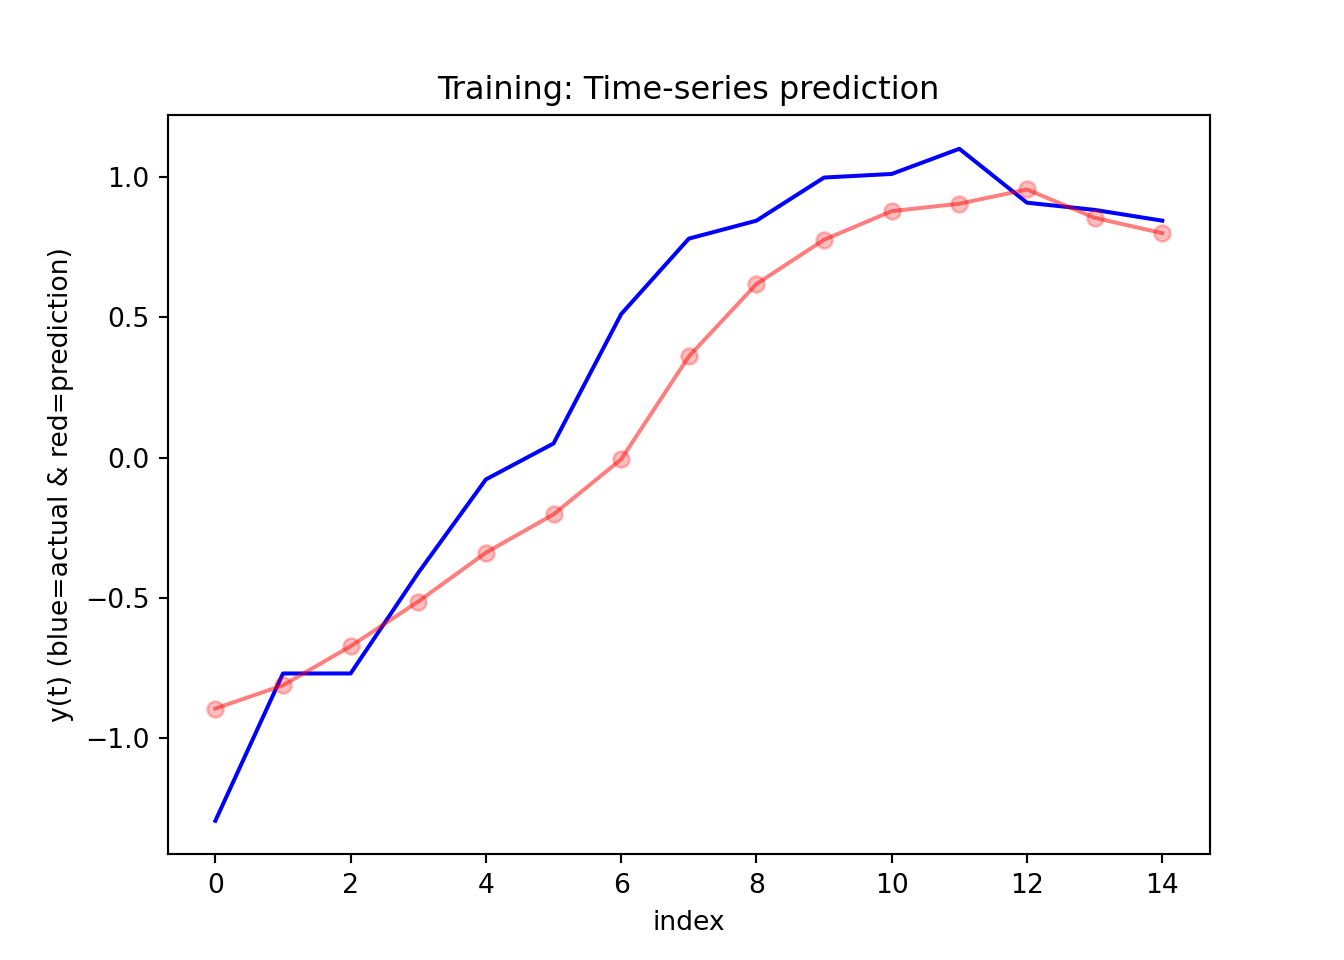 Training: Time-series prediction
y(t) (blue=actual & red=prediction)
1.0
0.5
0.0
−0.5
−1.0
0 2 4 6 8 10 12 14
index